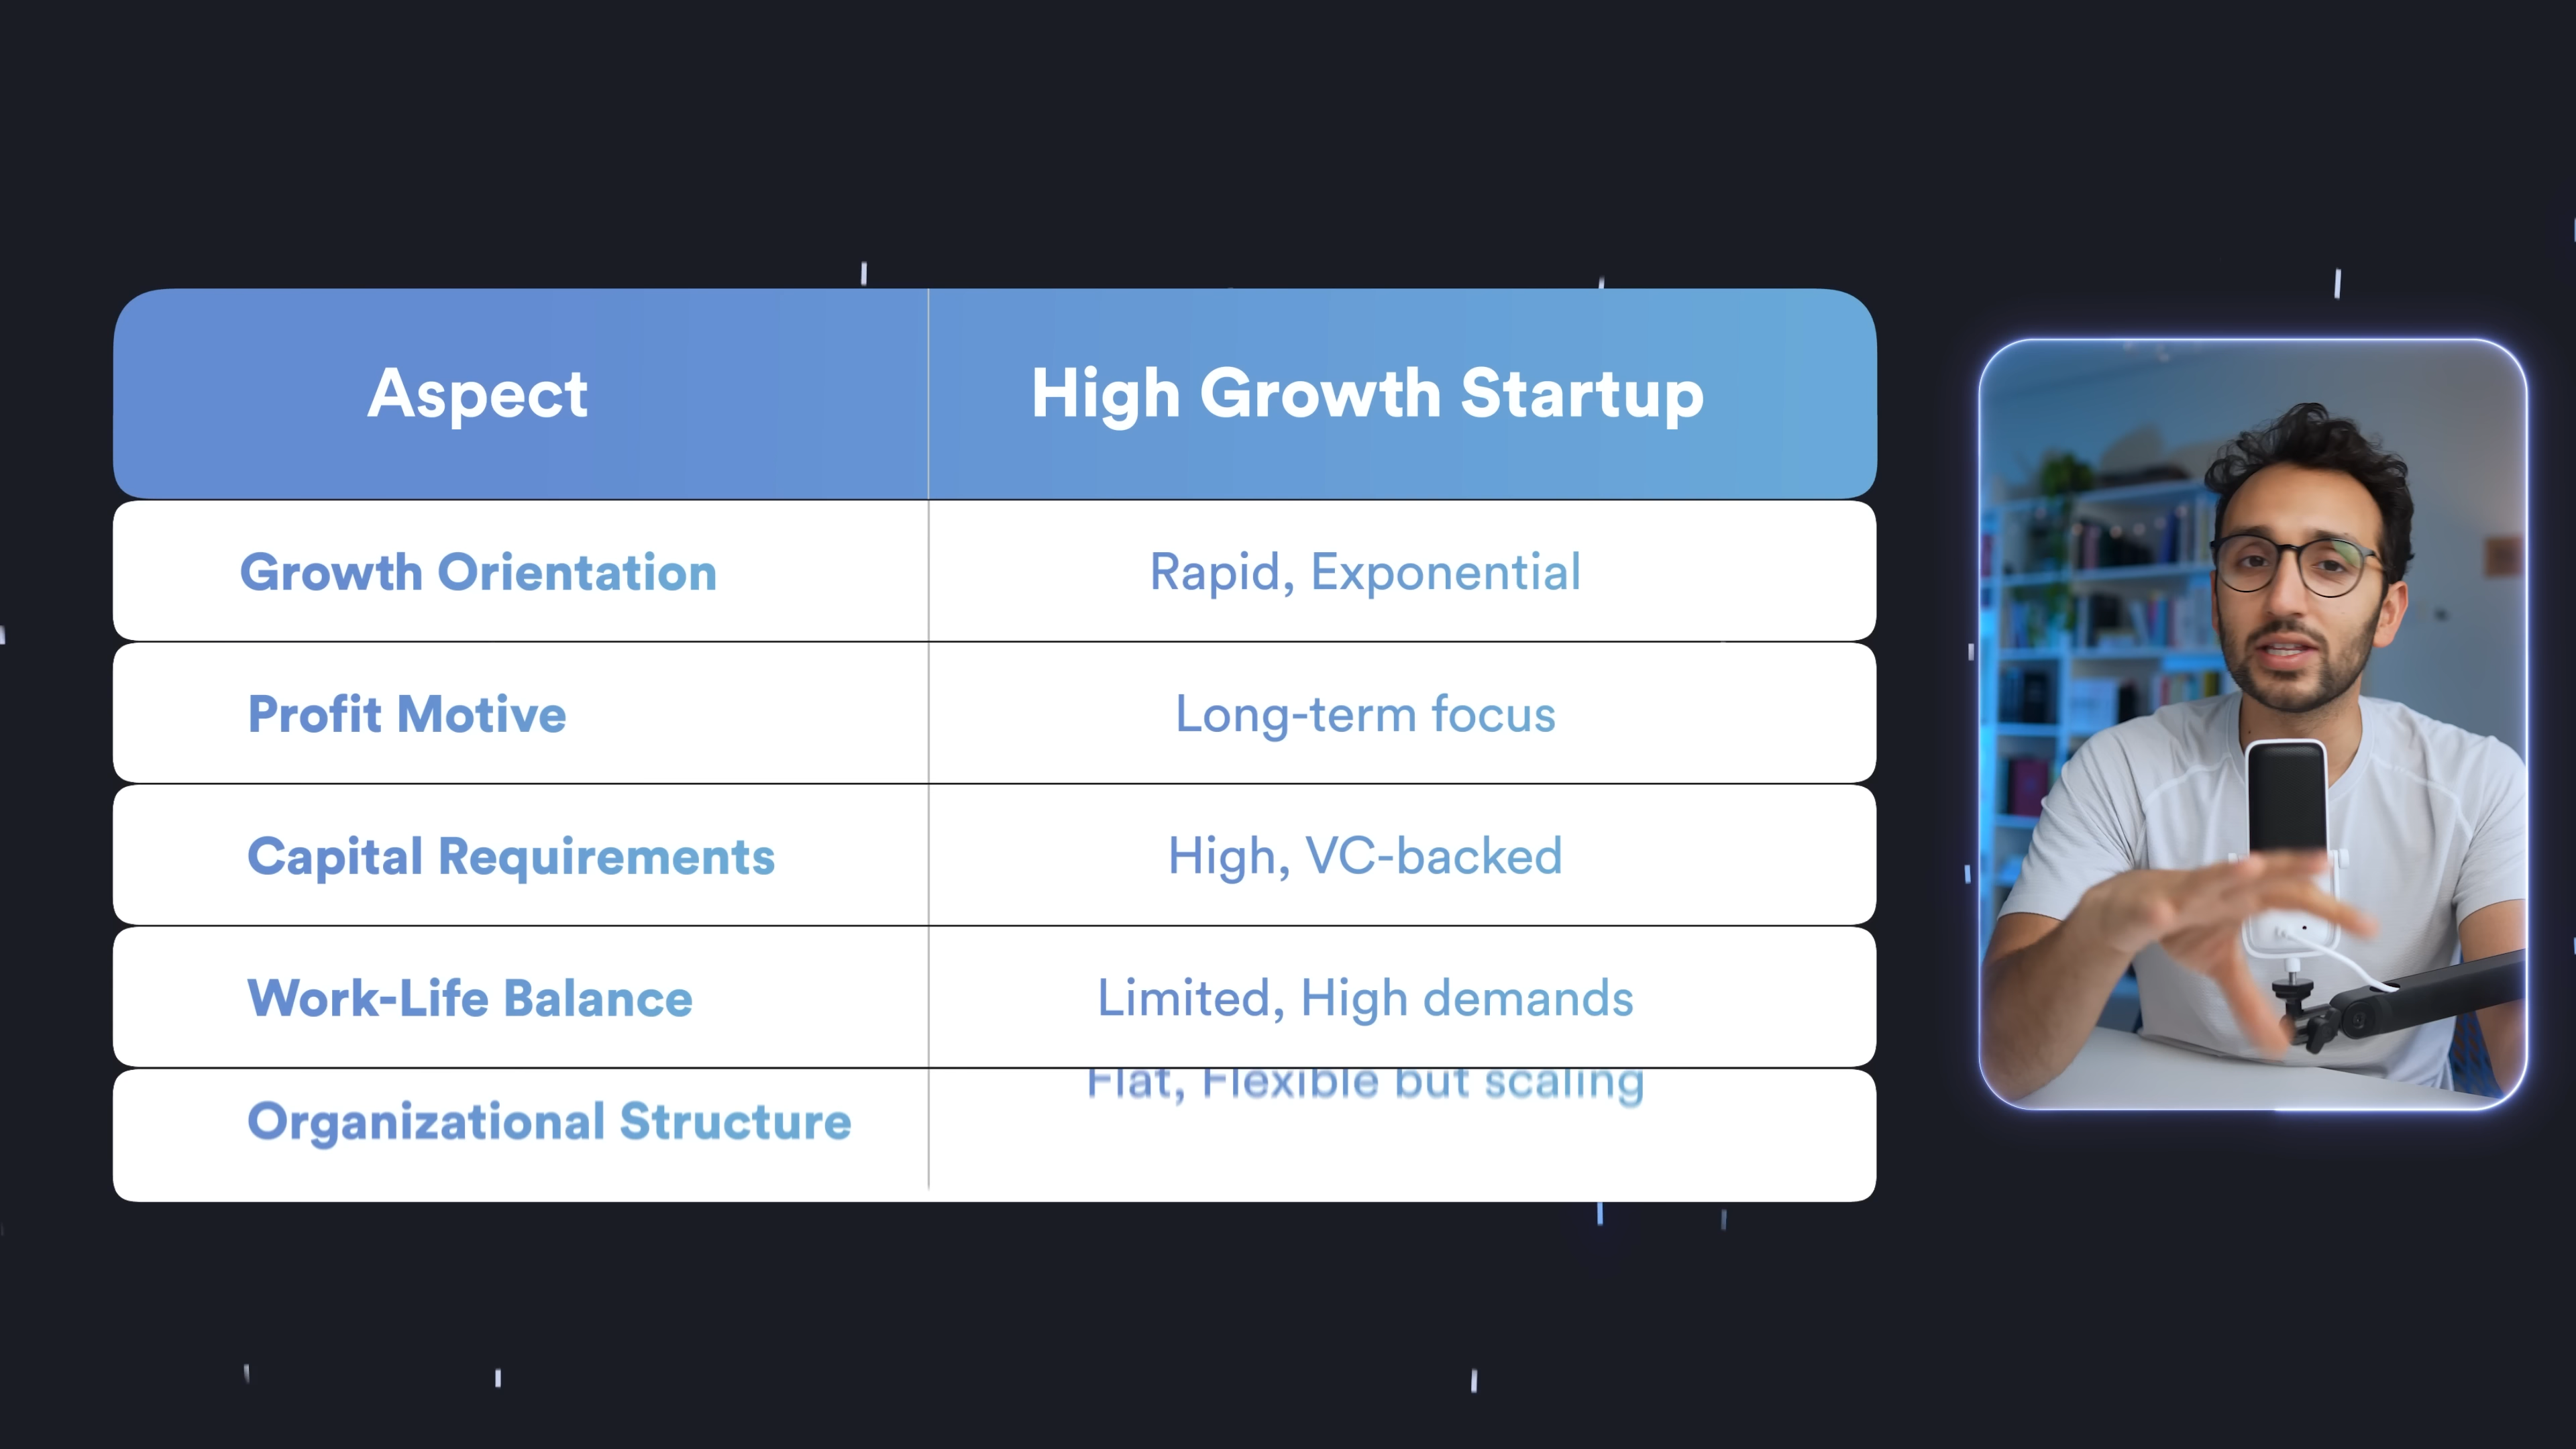 Aspect High Growth Startup
Growth Orientation Rapid, Exponential
Profit Motive Long-term focus
Capital Requirements High, VC-backed
Work-Life Balance Limited, High demands
Organizational Structure Flat, Flexible but scaling